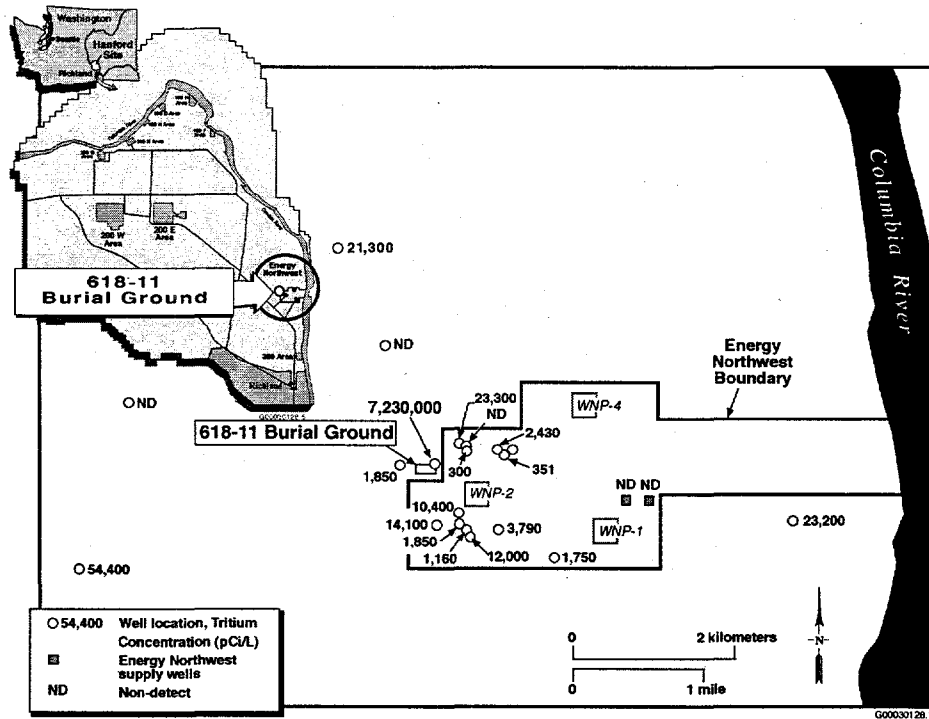 Washington
Seattle
Hanford
Site
Richland
200 W
Area
200 E
Area
Energy
Northwest
618-11
Burial Ground
300 Area
Richland
G00030128.5
Columbia River
21,300
ND
ND
7,230,000
618-11 Burial Ground
1,850
23,300
ND
300
2,430
351
WNP-4
Energy
Northwest
Boundary
WNP-2
ND ND
WNP-1
10,400
14,100
1,850
1,160
12,000
3,790
1,750
23,200
54,400
54,400 Well location, Tritium
Concentration (pCi/L)
Energy Northwest
supply wells
ND Non-detect
0 2 kilometers
0 1 mile
N
G00030128.